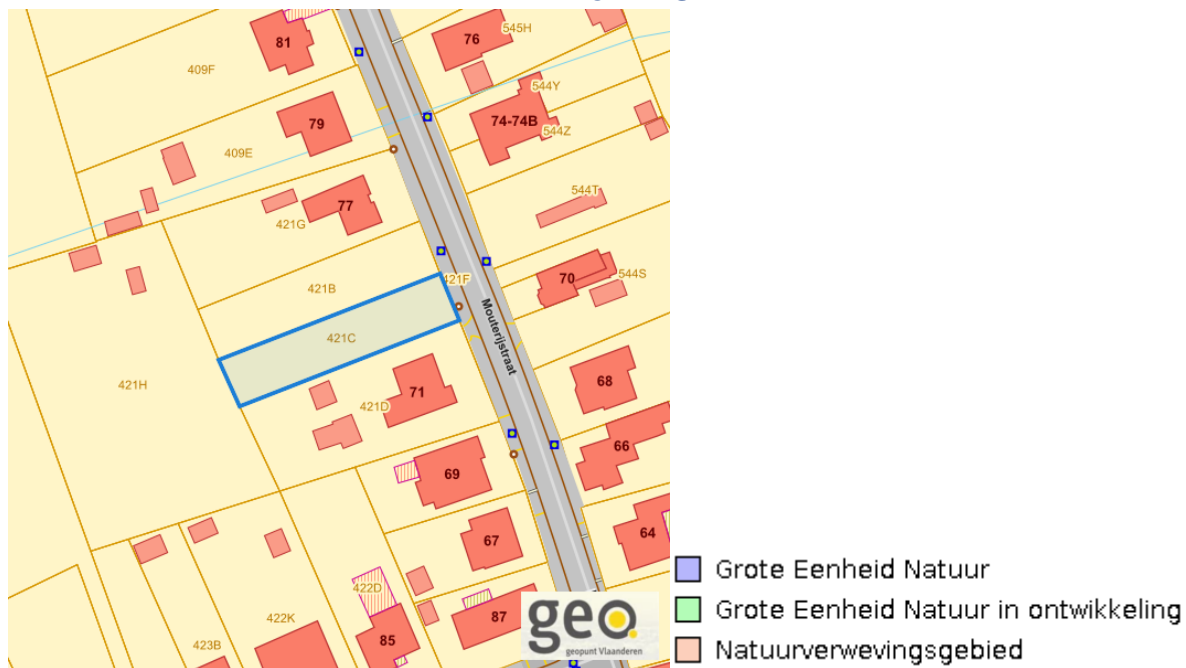 545H
81
76
409F
544Y
79
74-74B
544Z
409E
544T
77
421G
544S
421F
70
421B
Mouterijstraat
421C
68
421H
71
421D
66
69
64
67
422D
geo.
geopunt Vlaanderen
422K
87
85
423B
Grote Eenheid Natuur
Grote Eenheid Natuur in ontwikkeling
Natuurverwevingsgebied